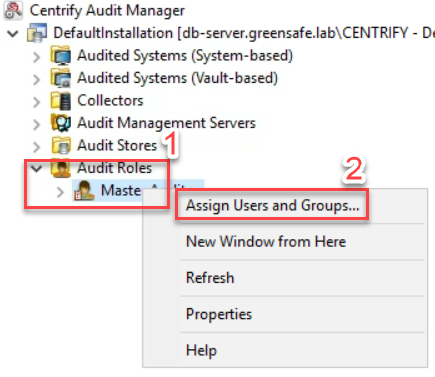 Centrify Audit Manager
DefaultInstallation [db-server.greensafe.lab\CENTRIFY - De
Audited Systems (System-based)
Audited Systems (Vault-based)
Collectors
Audit Management Servers
Audit Stores
1
Audit Roles
2
Master
Assign Users and Groups...
New Window from Here
Refresh
Properties
Help